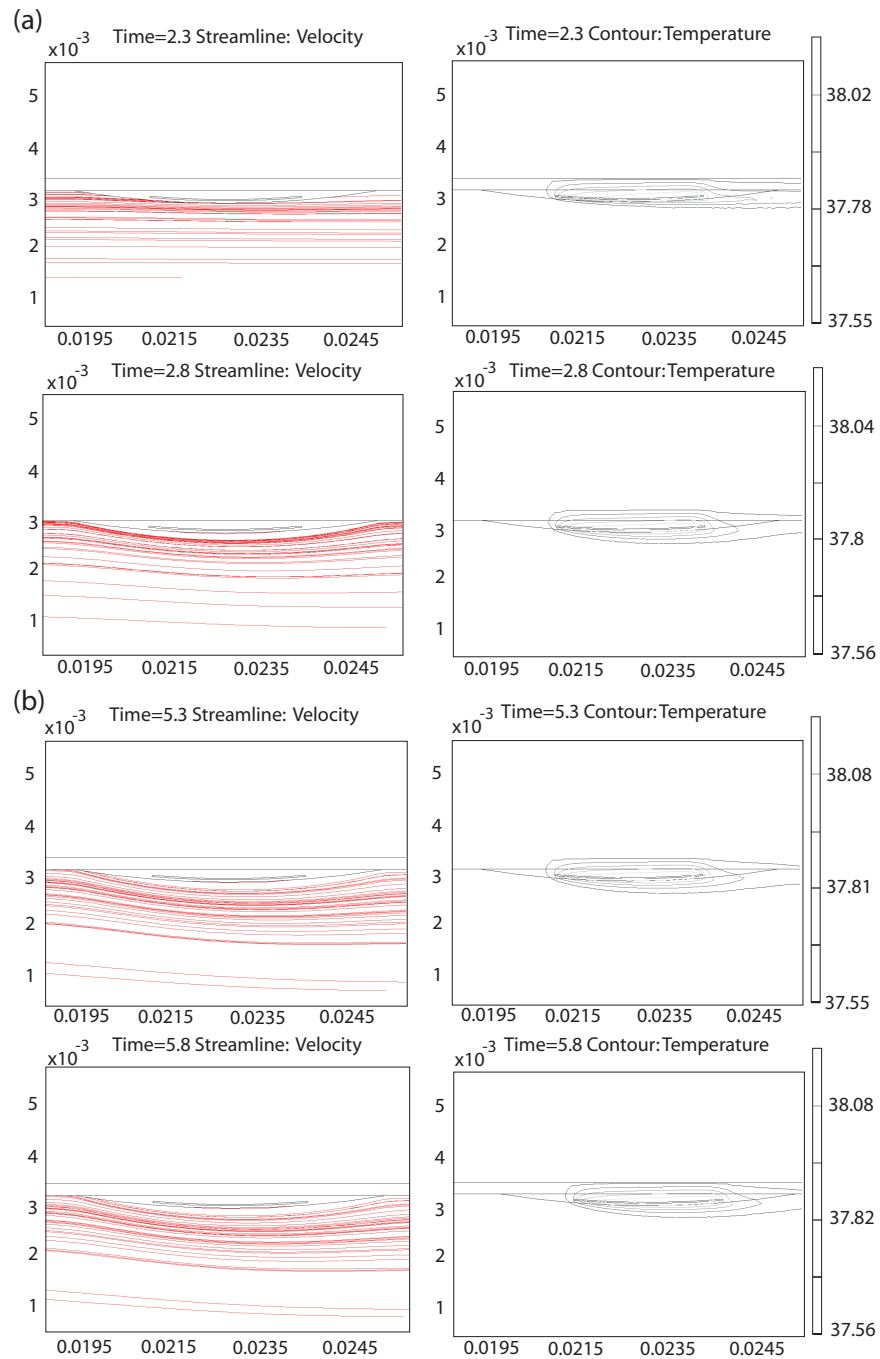 (a)
x10-3 Time=2.3 Streamline: Velocity
5
4
3
2
1
0.0195 0.0215 0.0235 0.0245
x10-3 Time=2.3 Contour: Temperature
5
4
3
2
1
0.0195 0.0215 0.0235 0.0245
38.02
37.78
37.55
x10-3 Time=2.8 Streamline: Velocity
5
4
3
2
1
0.0195 0.0215 0.0235 0.0245
x10-3 Time=2.8 Contour: Temperature
5
4
3
2
1
0.0195 0.0215 0.0235 0.0245
38.04
37.8
37.56
(b)
x10-3 Time=5.3 Streamline: Velocity
5
4
3
2
1
0.0195 0.0215 0.0235 0.0245
x10-3 Time=5.3 Contour: Temperature
5
4
3
2
1
0.0195 0.0215 0.0235 0.0245
38.08
37.81
37.55
x10-3 Time=5.8 Streamline: Velocity
5
4
3
2
1
0.0195 0.0215 0.0235 0.0245
x10-3 Time=5.8 Contour: Temperature
5
4
3
2
1
0.0195 0.0215 0.0235 0.0245
38.08
37.82
37.56